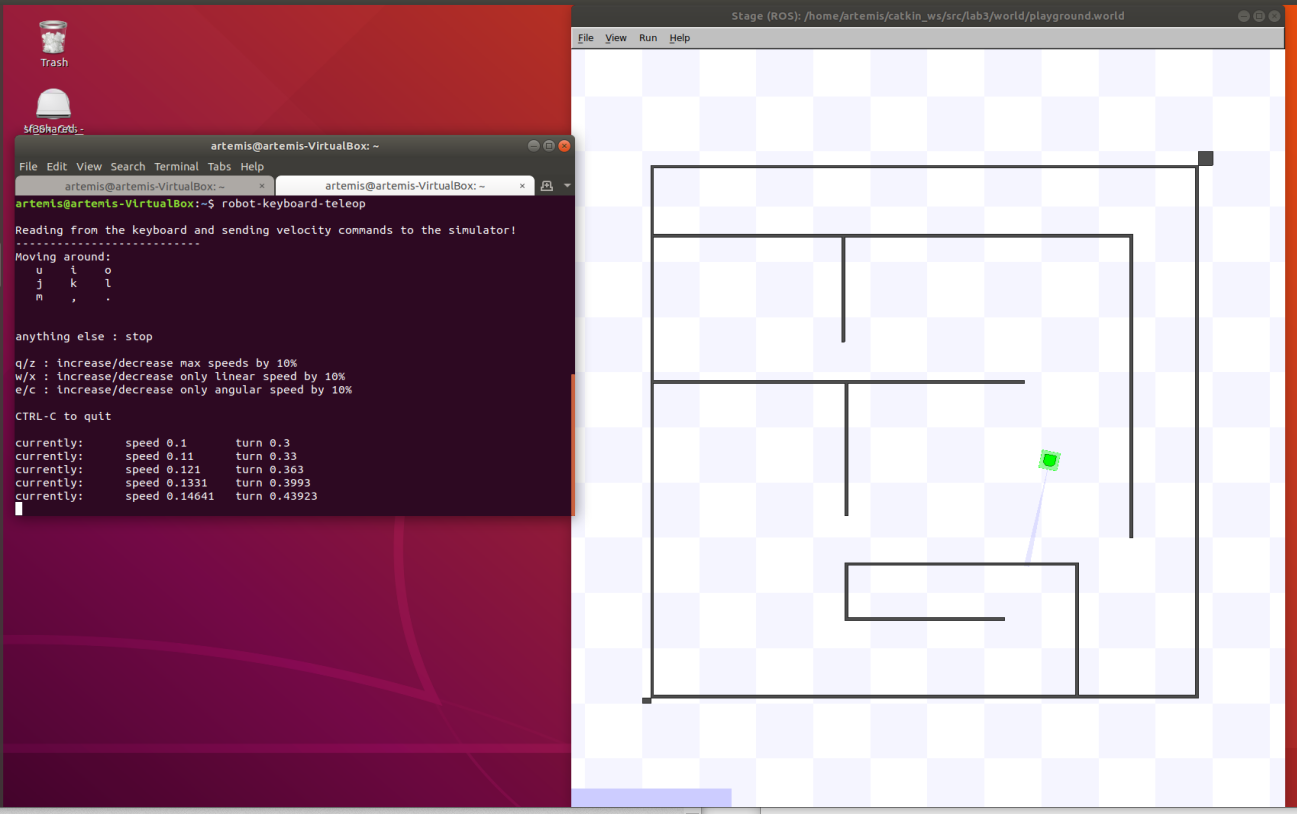 Stage (ROS): /home/artemis/catkin_ws/src/lab3/world/playground.world
File View Run Help
Trash
artemis@artemis-VirtualBox: ~
File Edit View Search Terminal Tabs Help
artemis@artemis-VirtualBox: ~ × artemis@artemis-VirtualBox: ~ ×
artemis@artemis-VirtualBox:~$ robot-keyboard-teleop
Reading from the keyboard and sending velocity commands to the simulator!
---------------------------
Moving around:
u i o
j k l
m , .
anything else : stop
q/z : increase/decrease max speeds by 10%
w/x : increase/decrease only linear speed by 10%
e/c : increase/decrease only angular speed by 10%
CTRL-C to quit
currently: speed 0.1 turn 0.3
currently: speed 0.11 turn 0.33
currently: speed 0.121 turn 0.363
currently: speed 0.1331 turn 0.3993
currently: speed 0.14641 turn 0.43923